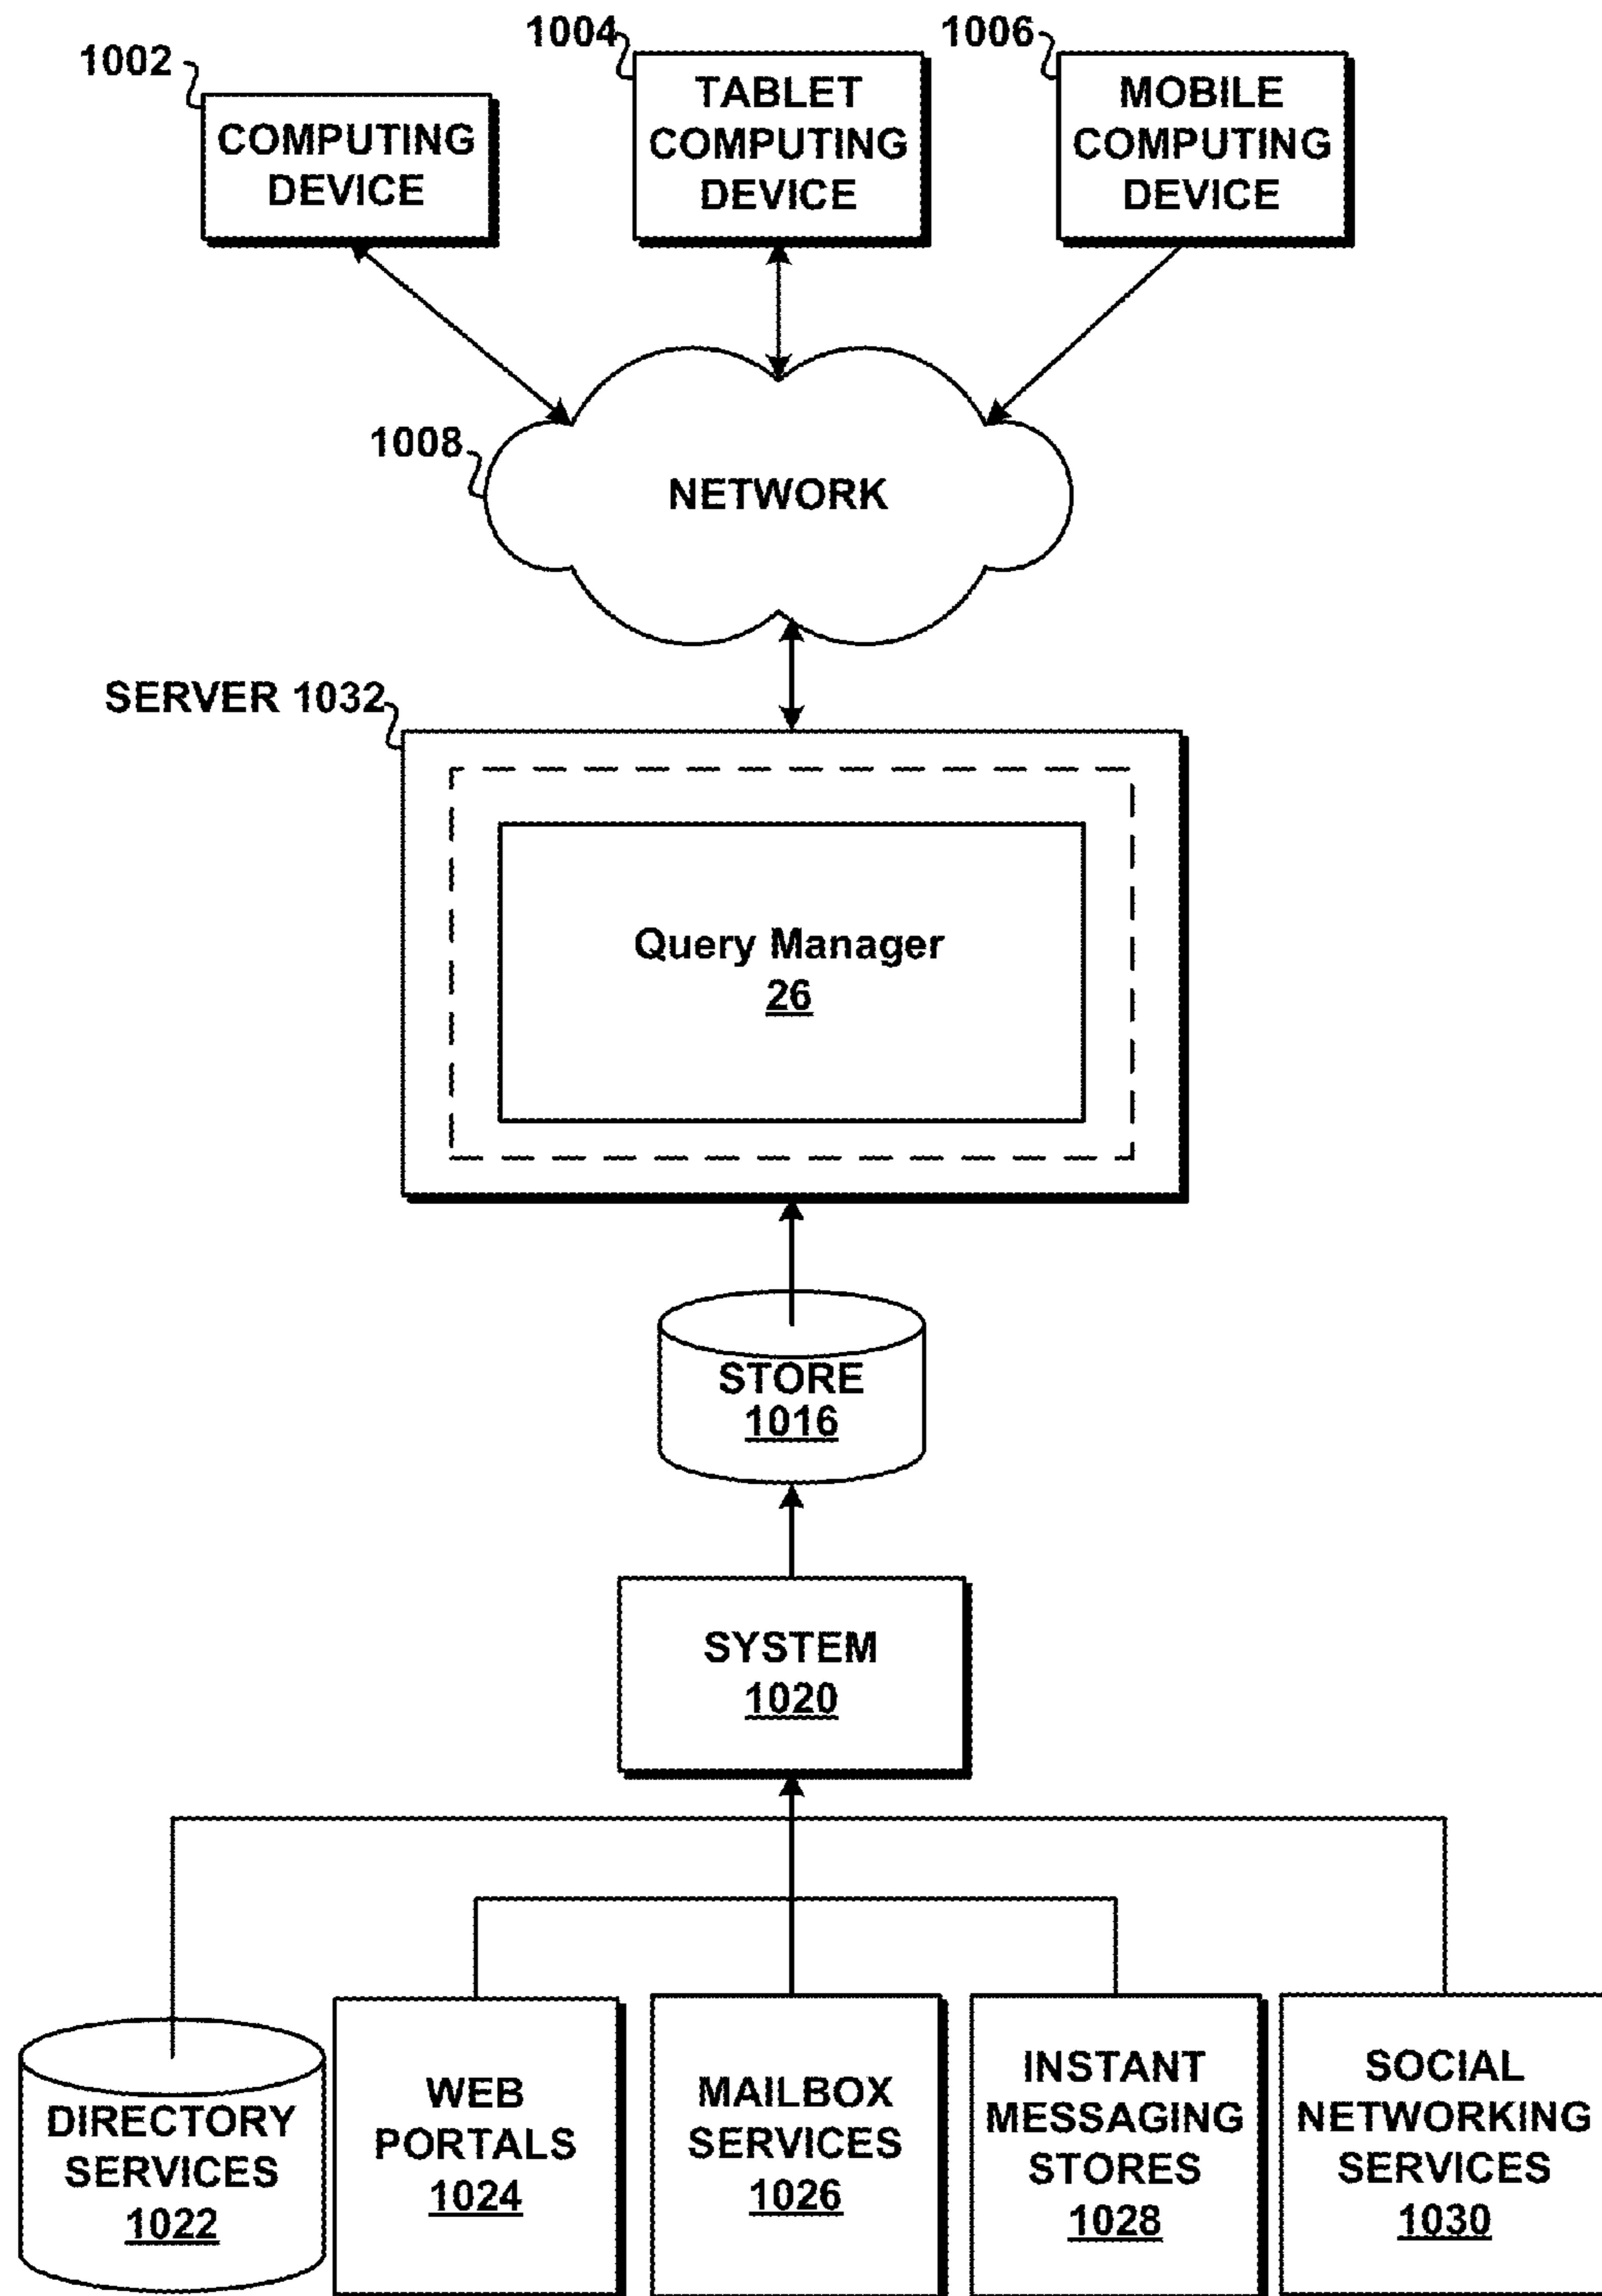 1002
COMPUTING
DEVICE
1004
TABLET
COMPUTING
DEVICE
1006
MOBILE
COMPUTING
DEVICE
1008
NETWORK
SERVER 1032
Query Manager
26
STORE
1016
SYSTEM
1020
DIRECTORY
SERVICES
1022
WEB
PORTALS
1024
MAILBOX
SERVICES
1026
INSTANT
MESSAGING
STORES
1028
SOCIAL
NETWORKING
SERVICES
1030